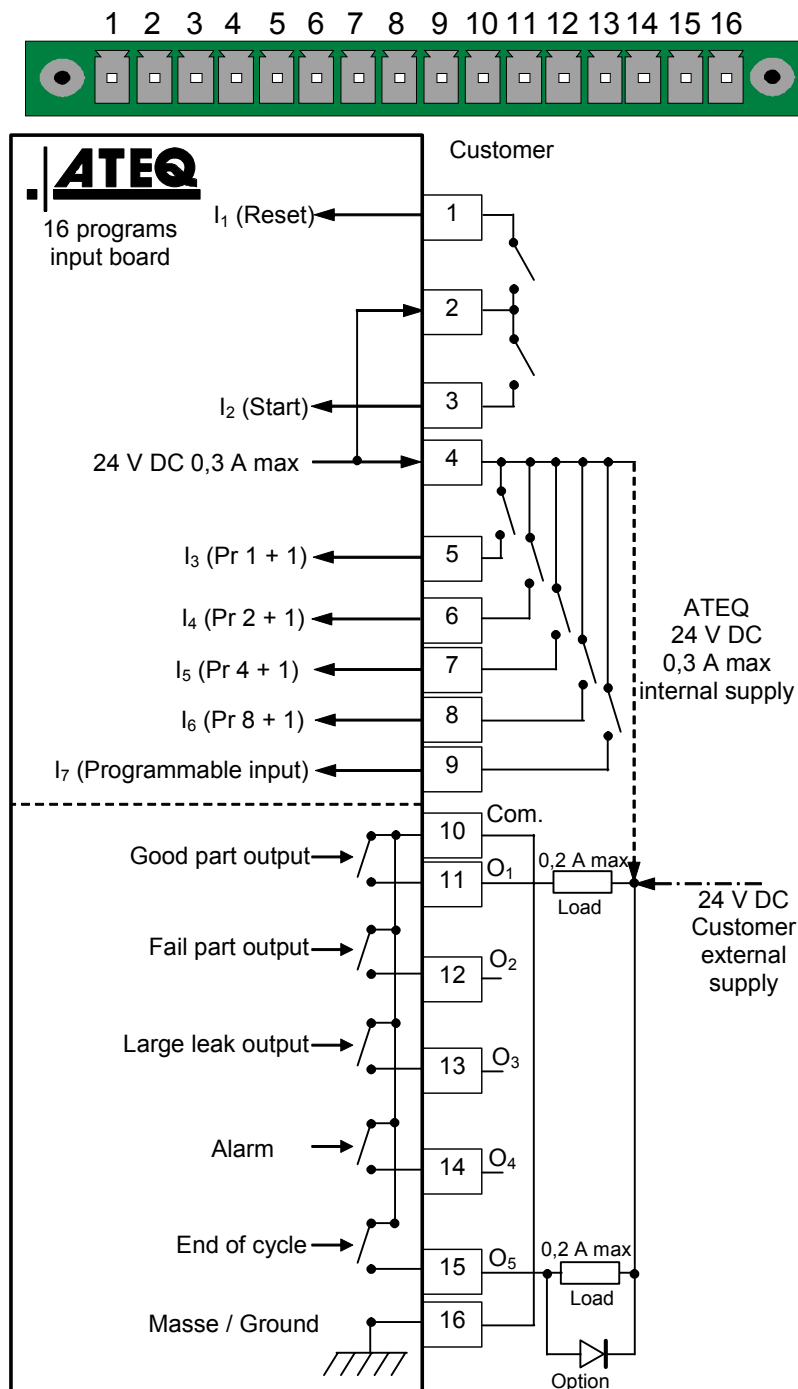 1 2 3 4 5 6 7 8 9 10 11 12 13 14 15 16
ATEQ
16 programs
input board
Customer
I₁ (Reset)
1
2
I₂ (Start)
3
24 V DC 0,3 A max
4
I₃ (Pr 1 + 1)
5
I₄ (Pr 2 + 1)
6
I₅ (Pr 4 + 1)
7
I₆ (Pr 8 + 1)
8
I₇ (Programmable input)
9
ATEQ
24 V DC
0,3 A max
internal supply
10
Com.
Good part output
11
O₁
0,2 A max
Load
24 V DC
Customer
external
supply
Fail part output
12
O₂
Large leak output
13
O₃
Alarm
14
O₄
End of cycle
15
O₅
0,2 A max
Load
Masse / Ground
16
Option